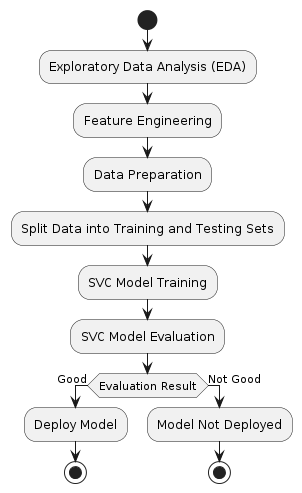 Exploratory Data Analysis (EDA)
Feature Engineering
Data Preparation
Split Data into Training and Testing Sets
SVC Model Training
SVC Model Evaluation
Good
Evaluation Result
Not Good
Deploy Model
Model Not Deployed